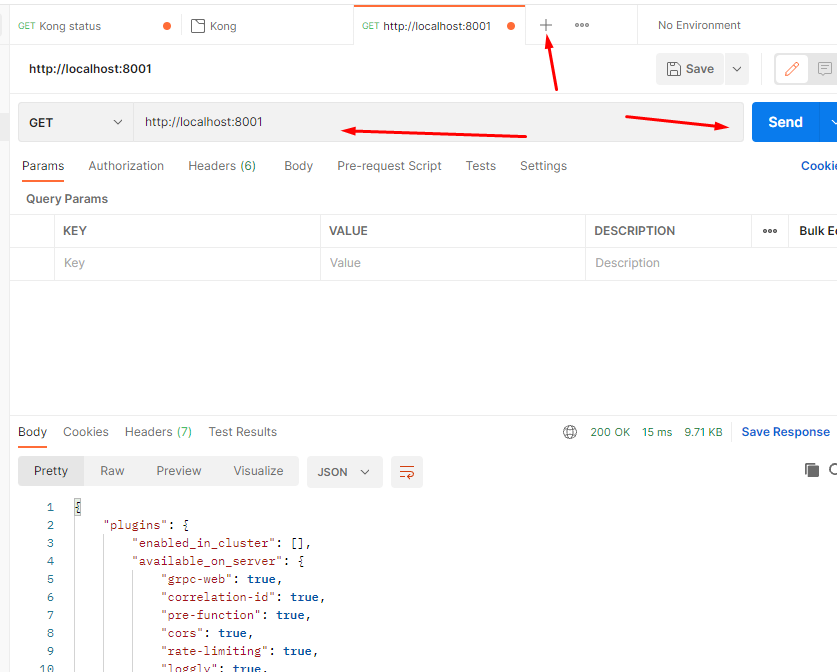 GET Kong status Kong GET http://localhost:8001 No Environment
http://localhost:8001 Save
GET http://localhost:8001 Send
Params Authorization Headers (6) Body Pre-request Script Tests Settings Cookie
Query Params
KEY VALUE DESCRIPTION Bulk E
Key Value Description
Body Cookies Headers (7) Test Results 200 OK 15 ms 9.71 KB Save Response
Pretty Raw Preview Visualize JSON
1 {
2 "plugins": {
3 "enabled_in_cluster": [],
4 "available_on_server": {
5 "grpc-web": true,
6 "correlation-id": true,
7 "pre-function": true,
8 "cors": true,
9 "rate-limiting": true,
10 "loggly": true,